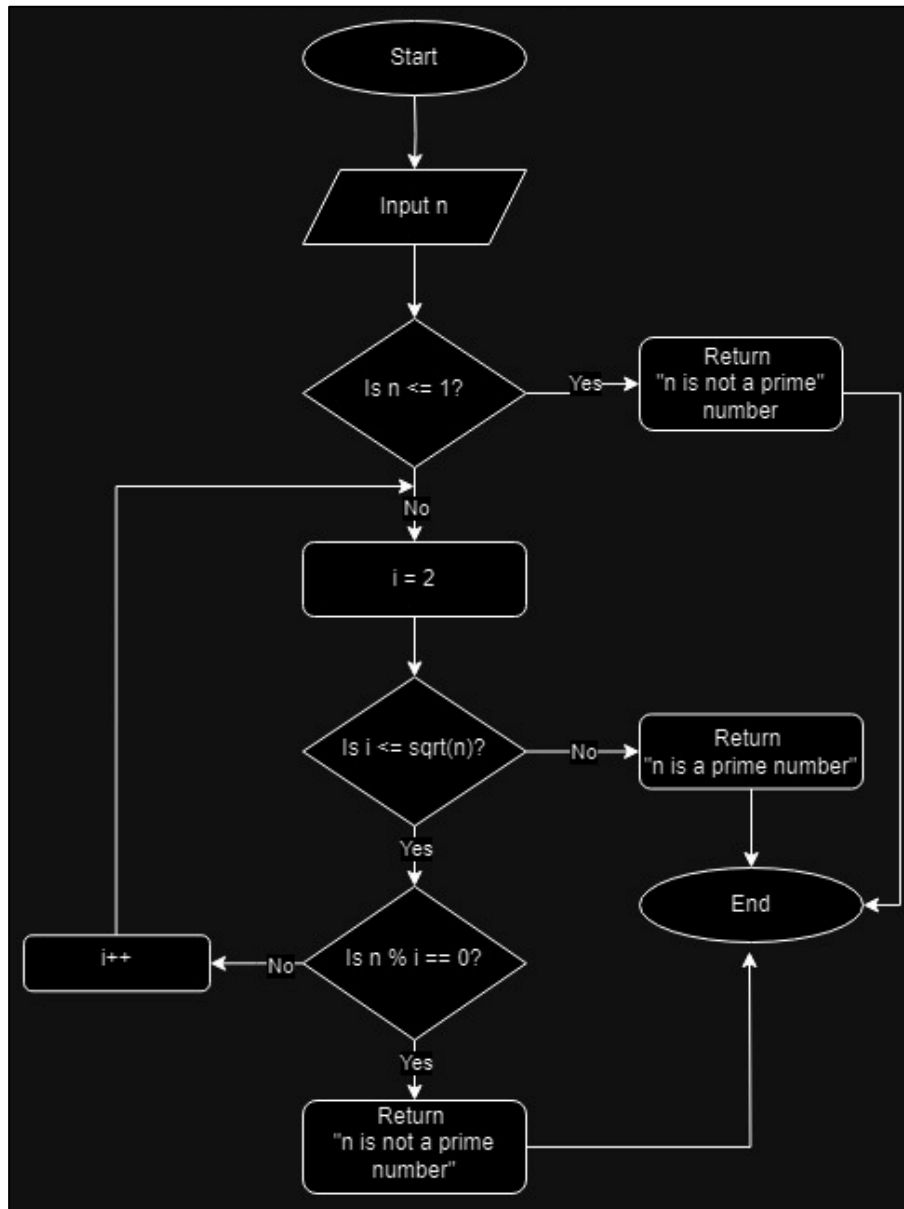 Start
Input n
Is n <= 1?
Yes
Return
"n is not a prime"
number
No
i = 2
Is i <= sqrt(n)?
No
Return
"n is a prime number"
Yes
End
Is n % i == 0?
No
i++
Yes
Return
"n is not a prime
number"